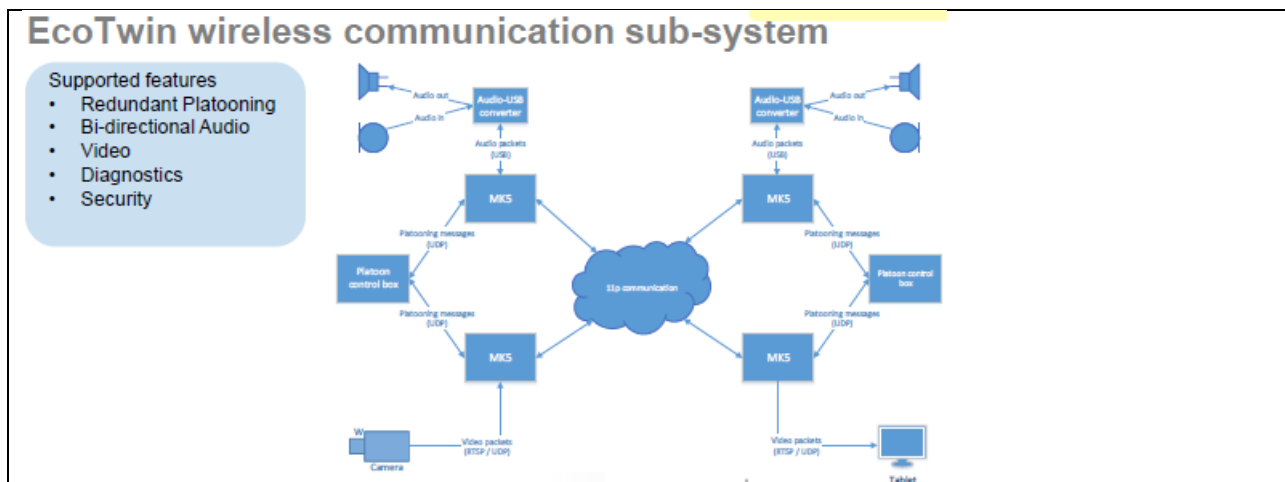 EcoTwin wireless communication sub-system
Supported features
• Redundant Platooning
• Bi-directional Audio
• Video
• Diagnostics
• Security
Audio out
Audio in
Audio-USB
converter
Audio packets
(USB)
MK5
Platooning messages
(UDP)
Platoon
control box
Platooning messages
(UDP)
MK5
W
Camera
Video packets
(RTSP / UDP)
11p communication
Audio-USB
converter
Audio out
Audio in
Audio packets
(USB)
MK5
Platooning messages
(UDP)
Platoon control
box
Platooning messages
(UDP)
MK5
Video packets
(RTSP / UDP)
Tablet